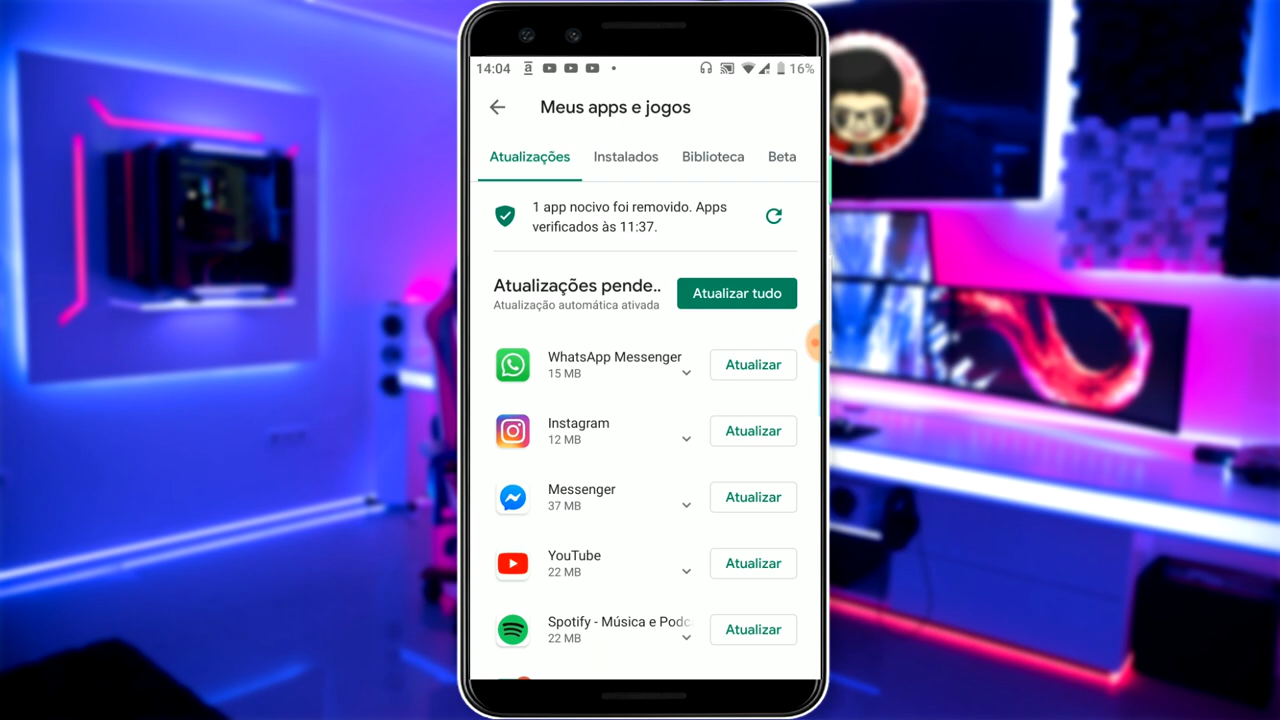 14:04 a 16%
Meus apps e jogos
Atualizações Instalados Biblioteca Beta
1 app nocivo foi removido. Apps
verificados às 11:37.
Atualizações pende..
Atualização automática ativada
Atualizar tudo
WhatsApp Messenger
15 MB
Atualizar
Instagram
12 MB
Atualizar
Messenger
37 MB
Atualizar
YouTube
22 MB
Atualizar
Spotify - Música e Podc
22 MB
Atualizar